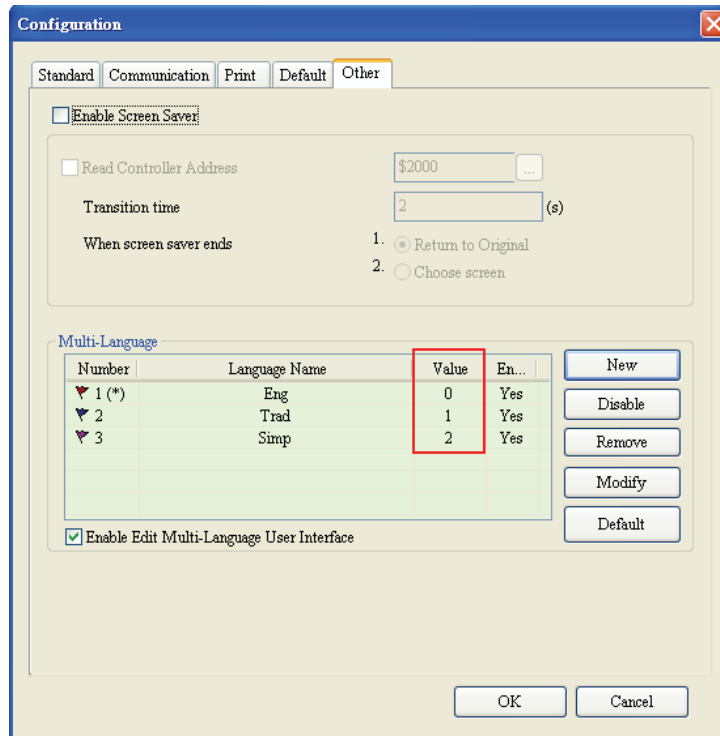 Configuration
Standard Communication Print Default Other
Enable Screen Saver
Read Controller Address $2000 ...
Transition time 2 (s)
When screen saver ends 1. Return to Original
2. Choose screen
Multi-Language
Number Language Name Value En...
1 (*) Eng 0 Yes
2 Trad 1 Yes
3 Simp 2 Yes
New
Disable
Remove
Modify
Default
Enable Edit Multi-Language User Interface
OK Cancel